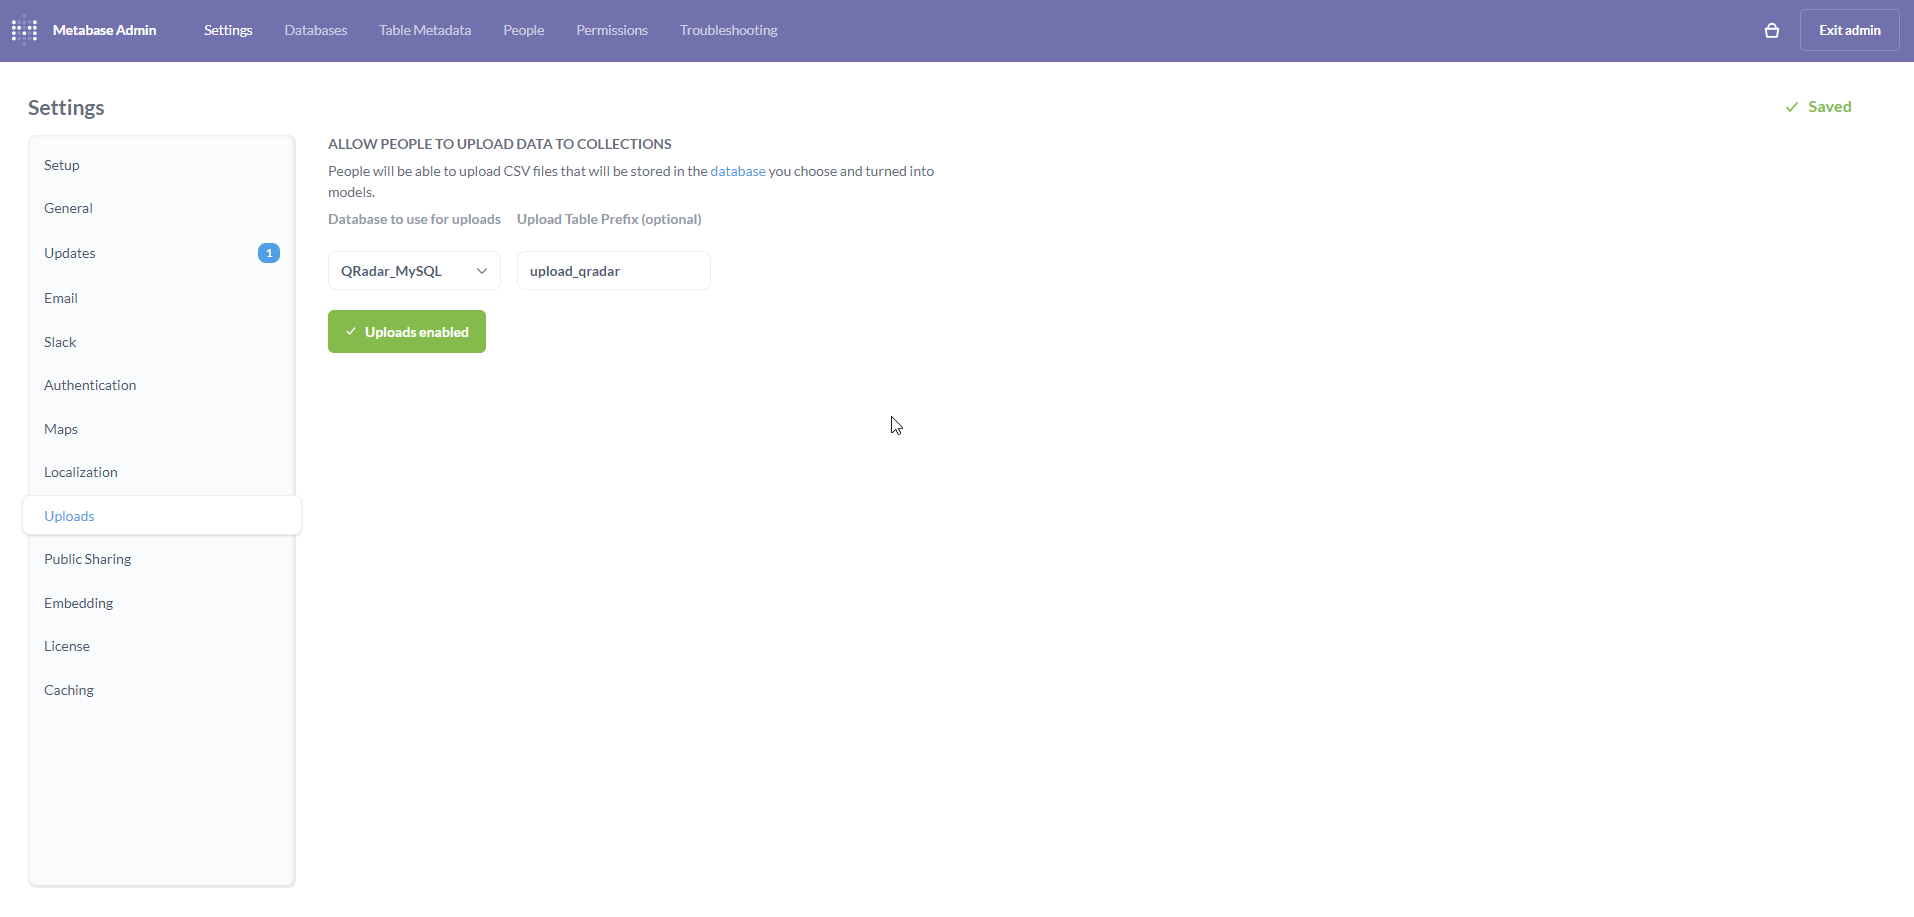 Metabase Admin Settings Databases Table Metadata People Permissions Troubleshooting Exit admin
Settings
Saved
Setup
General
Updates 1
Email
Slack
Authentication
Maps
Localization
Uploads
Public Sharing
Embedding
License
Caching
ALLOW PEOPLE TO UPLOAD DATA TO COLLECTIONS
People will be able to upload CSV files that will be stored in the database you choose and turned into
models.
Database to use for uploads Upload Table Prefix (optional)
QRadar_MySQL upload_qradar
Uploads enabled